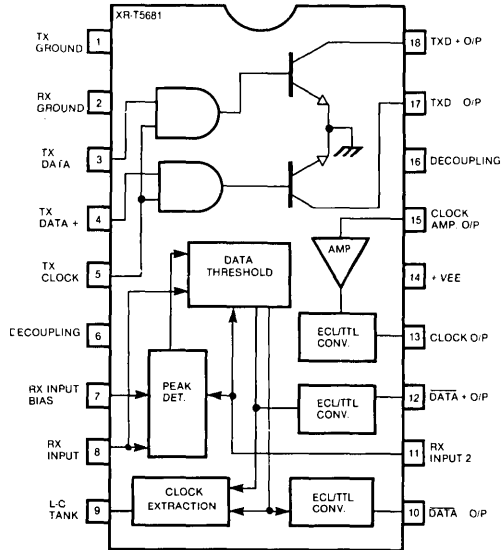 XR-T5681
TX
GROUND
1
RX
GROUND
2
TX
DATA
3
TX
DATA +
4
TX
CLOCK
5
DECOUPLING
6
RX INPUT
BIAS
7
RX
INPUT
8
L-C
TANK
9
18
TXD + O/P
17
TXD O/P
16
DECOUPLING
15
CLOCK
AMP. O/P
14
+ VEE
13
CLOCK O/P
12
DATA + O/P
11
RX
INPUT 2
10
DATA O/P
AMP
DATA
THRESHOLD
ECL/TTL
CONV.
PEAK
DET.
ECL/TTL
CONV.
CLOCK
EXTRACTION
ECL/TTL
CONV.